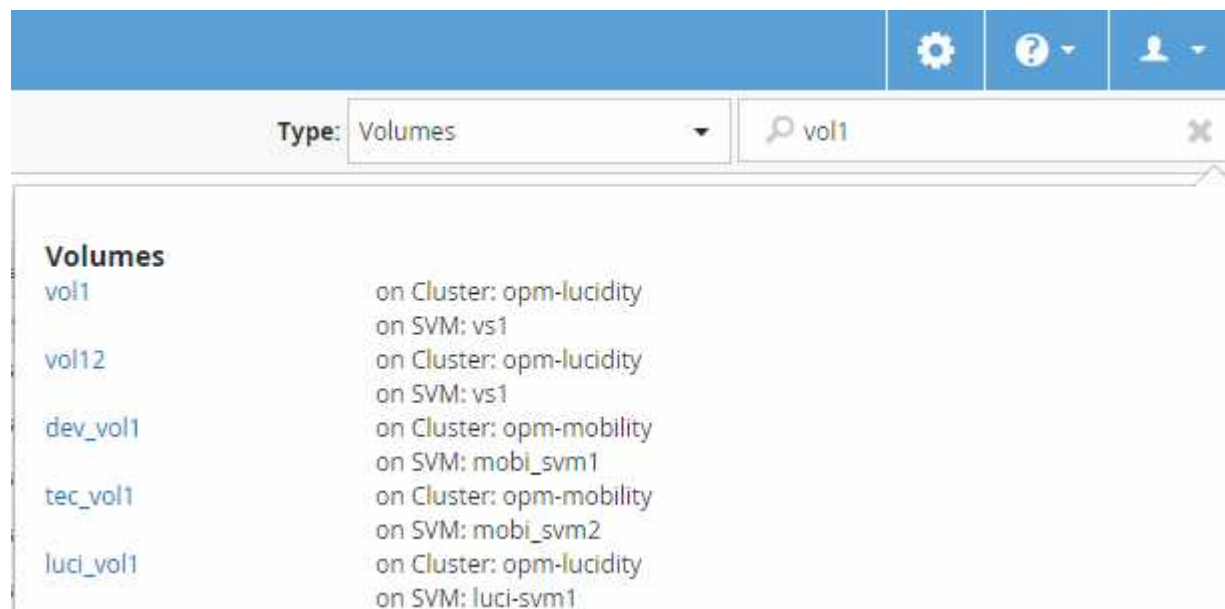 Type: Volumes vol1
Volumes
vol1 on Cluster: opm-lucidity
on SVM: vs1
vol12 on Cluster: opm-lucidity
on SVM: vs1
dev_vol1 on Cluster: opm-mobility
on SVM: mobi_svm1
tec_vol1 on Cluster: opm-mobility
on SVM: mobi_svm2
luci_vol1 on Cluster: opm-lucidity
on SVM: luci-svm1